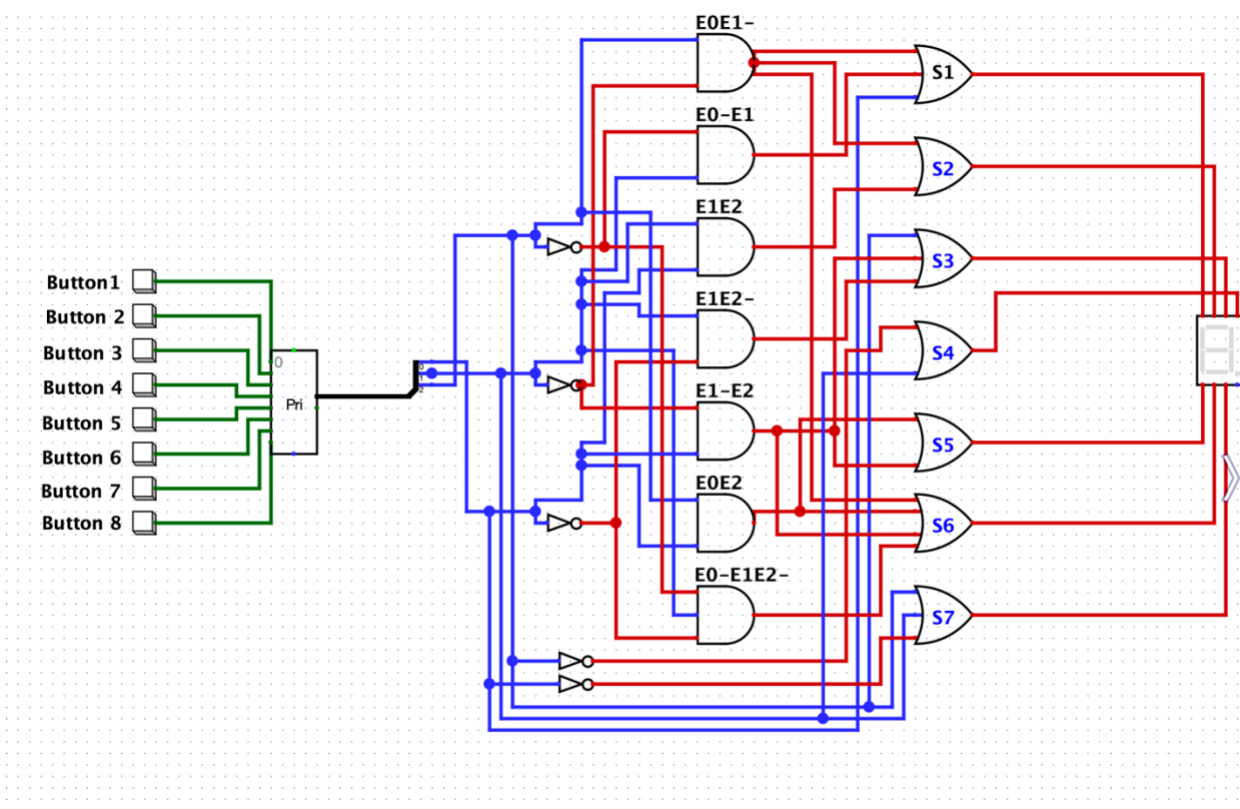 E0E1-
S1
E0-E1
S2
E1E2
S3
Button1
E1E2-
Button 2
Button 3
0
S4
Button 4
E1-E2
Pri
Button 5
S5
Button 6
E0E2
Button 7
S6
Button 8
E0-E1E2-
S7